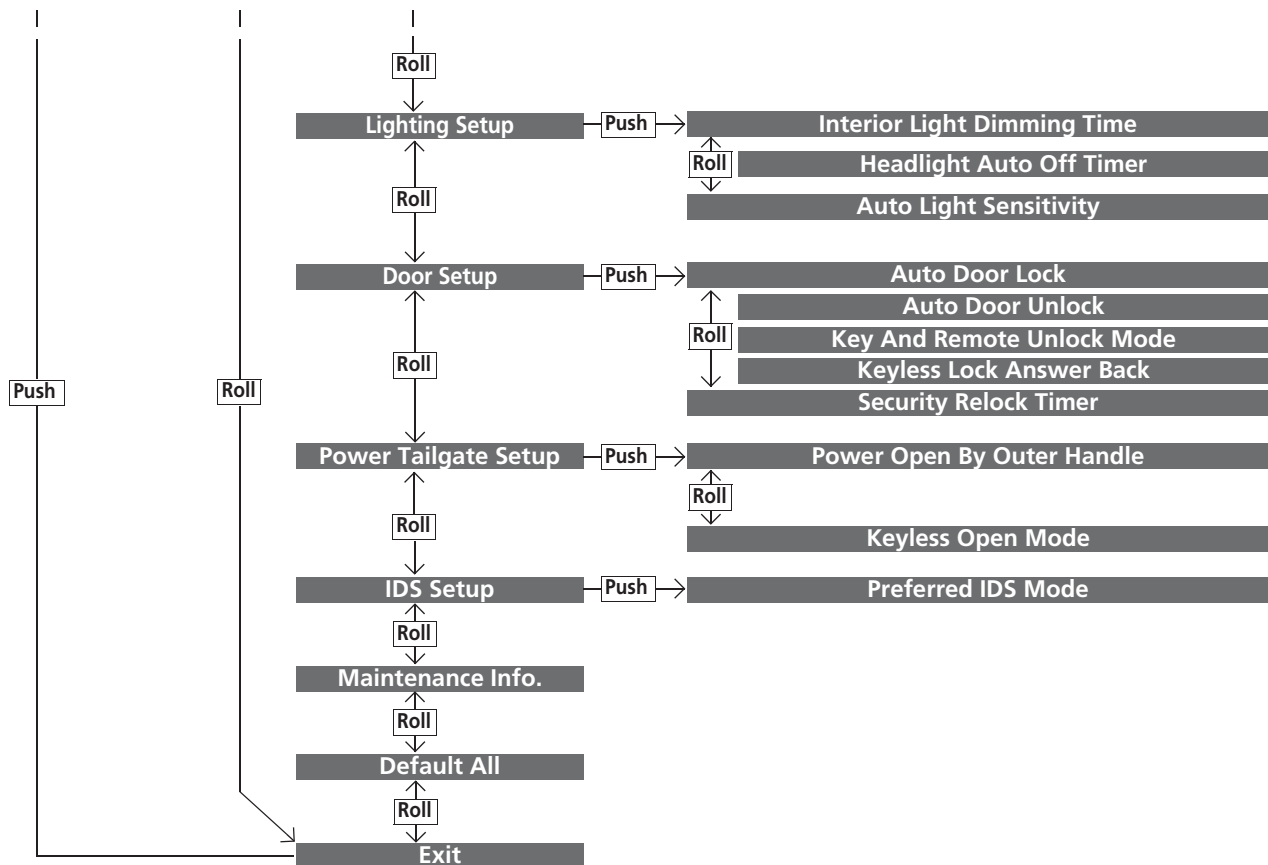 Roll
Lighting Setup Push Interior Light Dimming Time
Roll Headlight Auto Off Timer
Roll
Auto Light Sensitivity
Door Setup Push Auto Door Lock
Auto Door Unlock
Roll Key And Remote Unlock Mode
Roll
Keyless Lock Answer Back
Push Roll
Security Relock Timer
Power Tailgate Setup Push Power Open By Outer Handle
Roll
Roll
Keyless Open Mode
IDS Setup Push Preferred IDS Mode
Roll
Maintenance Info.
Roll
Default All
Roll
Exit